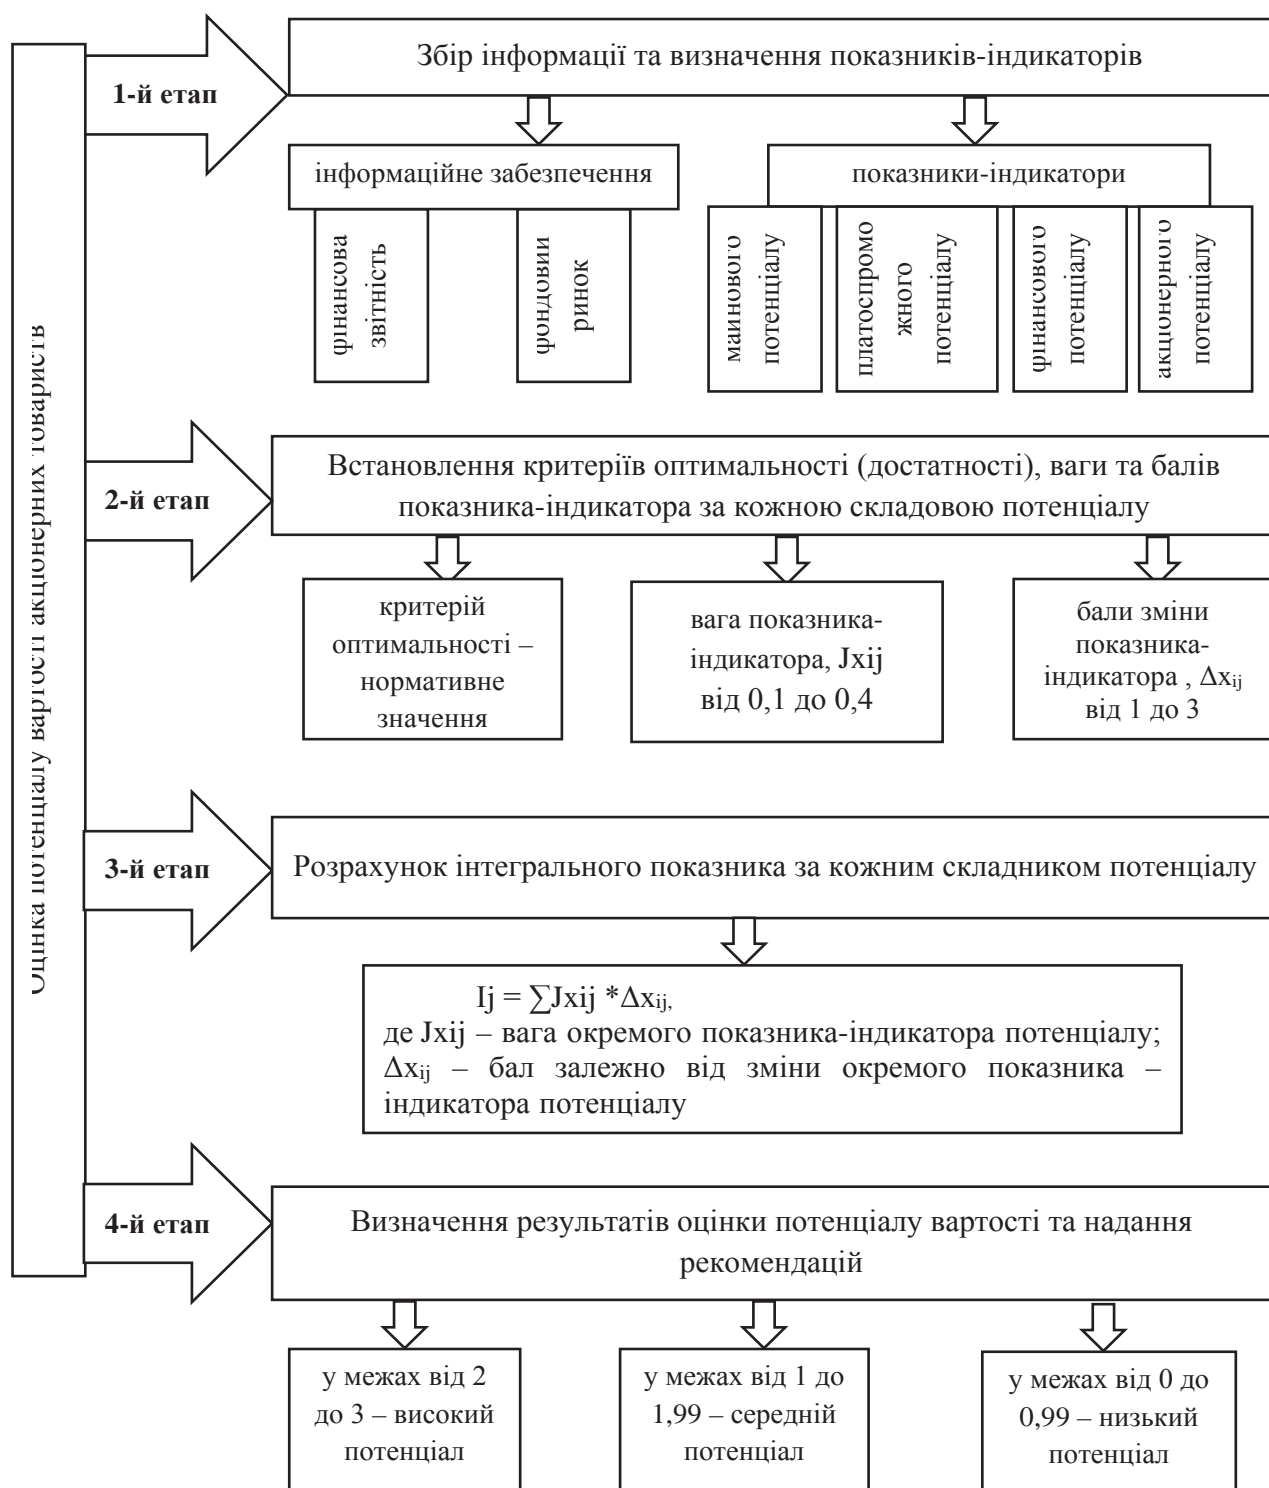 Оцінка потенціалу вартості акціонерних товариств
1-й етап
Збір інформації та визначення показників-індикаторів
інформаційне забезпечення
показники-індикатори
фінансова
звітність
фондовий
ринок
майнового
потенціалу
платоспромо
жного
потенціалу
фінансового
потенціалу
акціонерного
потенціалу
2-й етап
Встановлення критеріїв оптимальності (достатності), ваги та балів
показника-індикатора за кожною складовою потенціалу
критерій
оптимальності –
нормативне
значення
вага показника-
індикатора, Jxij
від 0,1 до 0,4
бали зміни
показника-
індикатора , Δxij
від 1 до 3
3-й етап
Розрахунок інтегрального показника за кожним складником потенціалу
Ij = ∑Jxij *Δxij,
де Jxij – вага окремого показника-індикатора потенціалу;
Δxij – бал залежно від зміни окремого показника –
індикатора потенціалу
4-й етап
Визначення результатів оцінки потенціалу вартості та надання
рекомендацій
у межах від 2
до 3 – високий
потенціал
у межах від 1 до
1,99 – середній
потенціал
у межах від 0 до
0,99 – низький
потенціал